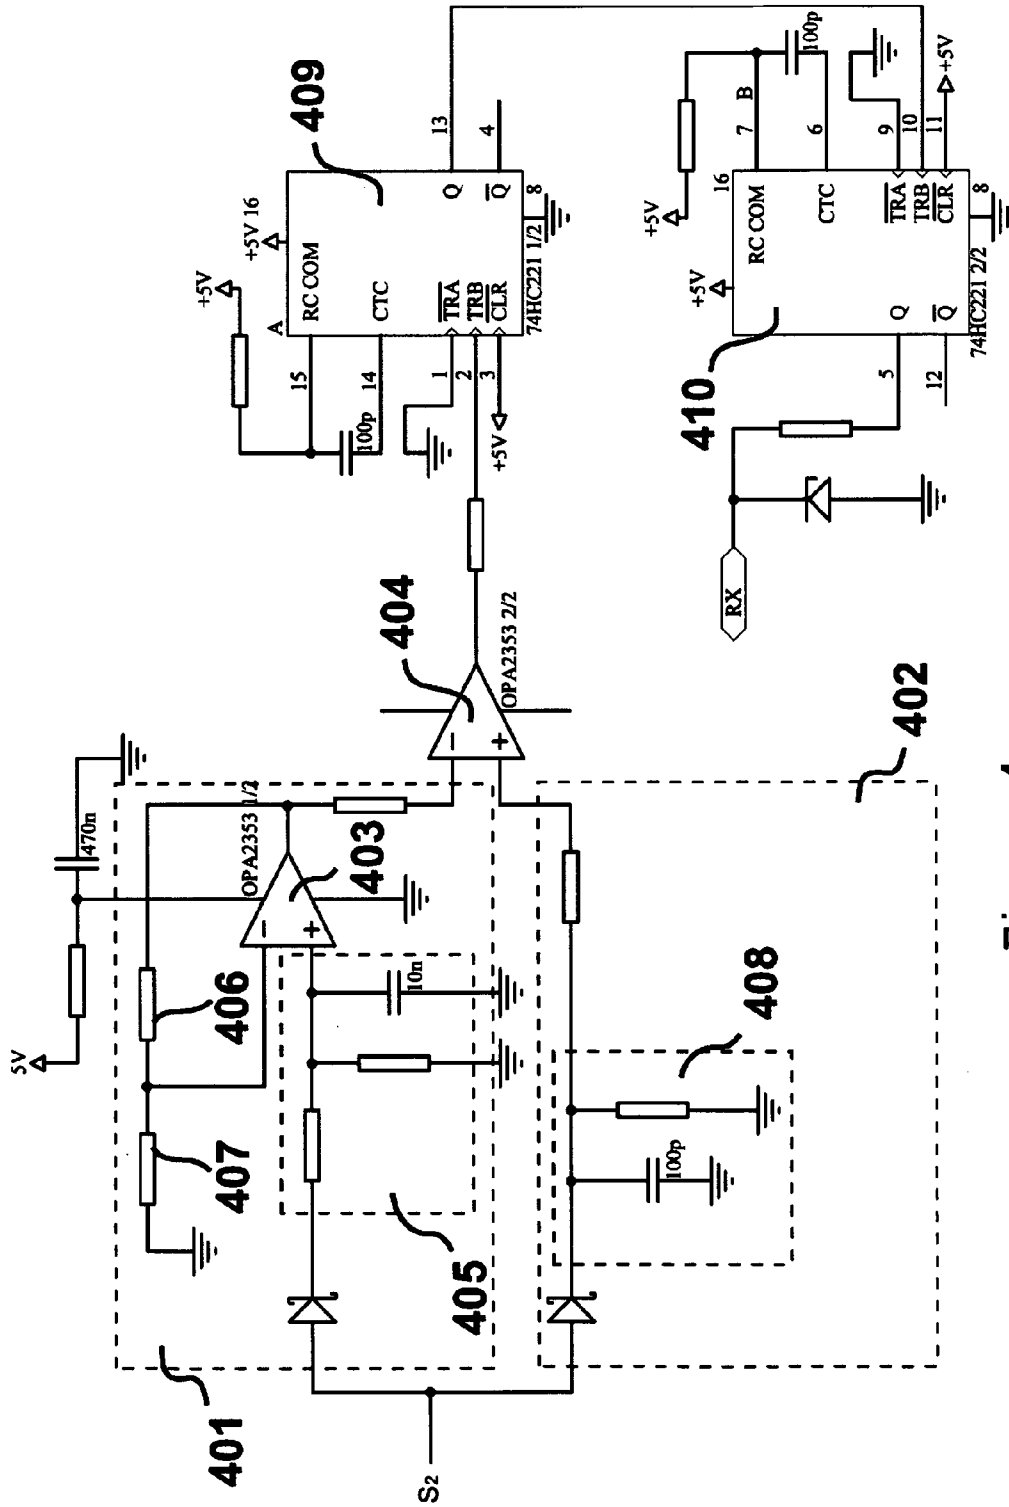 S2
401
407
406
405
403
5V
470n
OPA2353 1/2
−
+
10n
402
408
100p
404
OPA2353 2/2
−
+
409
+5V
+5V 16
A
15
RC COM
100p
14
CTC
1
TRA
2
TRB
3
CLR
+5V
Q
13
Q
4
8
74HC221 1/2
410
RX
+5V
16
RC COM
7
B
+5V
100p
CTC
6
TRA
9
TRB
10
CLR
11
+5V
Q
5
Q
12
8
74HC221 2/2